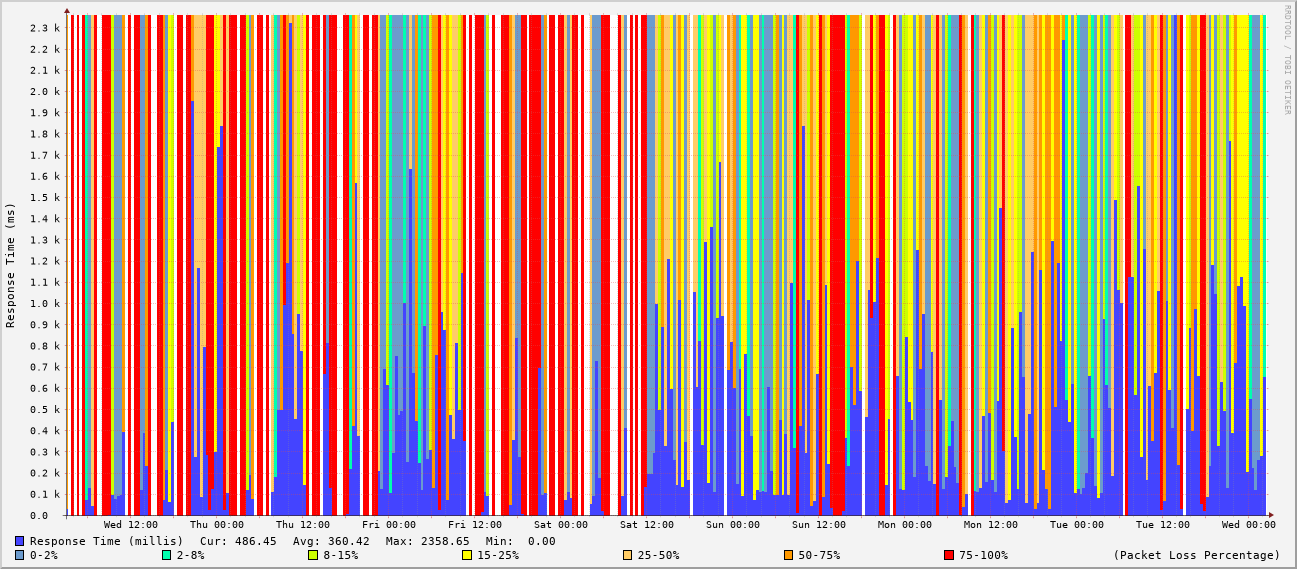 RRDTOOL / TOBI OETIKER
Response Time (ms)
2.3 k
2.2 k
2.1 k
2.0 k
1.9 k
1.8 k
1.7 k
1.6 k
1.5 k
1.4 k
1.3 k
1.2 k
1.1 k
1.0 k
0.9 k
0.8 k
0.7 k
0.6 k
0.5 k
0.4 k
0.3 k
0.2 k
0.1 k
0.0
Wed 12:00 Thu 00:00 Thu 12:00 Fri 00:00 Fri 12:00 Sat 00:00 Sat 12:00 Sun 00:00 Sun 12:00 Mon 00:00 Mon 12:00 Tue 00:00 Tue 12:00 Wed 00:00
Response Time (millis) Cur: 486.45 Avg: 360.42 Max: 2358.65 Min: 0.00
0-2% 2-8% 8-15% 15-25% 25-50% 50-75% 75-100% (Packet Loss Percentage)